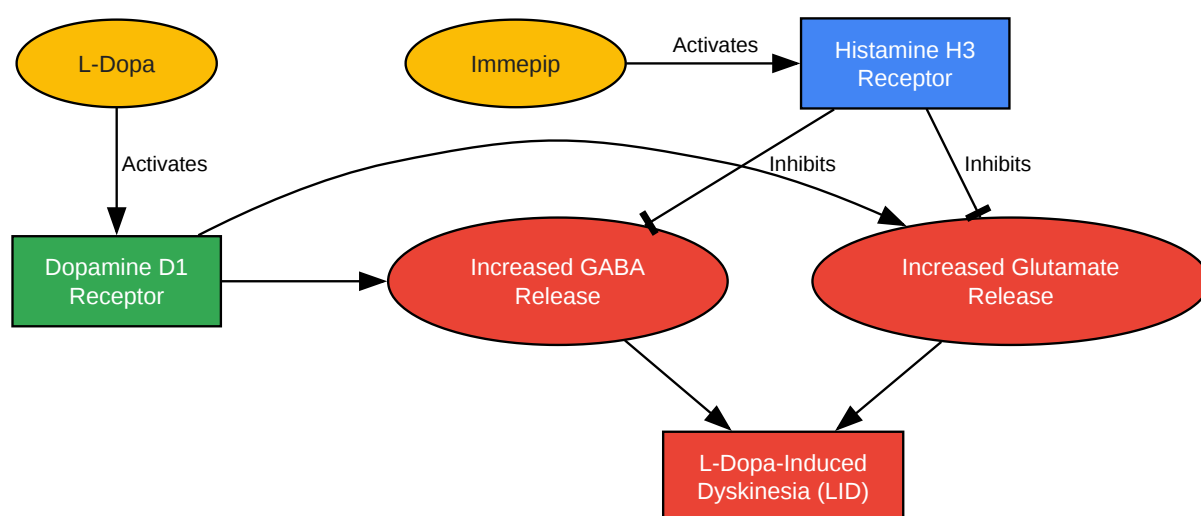 L-Dopa
Immepip
Activates
Histamine H3
Receptor
Activates
Inhibits
Inhibits
Dopamine D1
Receptor
Increased GABA
Release
Increased Glutamate
Release
L-Dopa-Induced
Dyskinesia (LID)